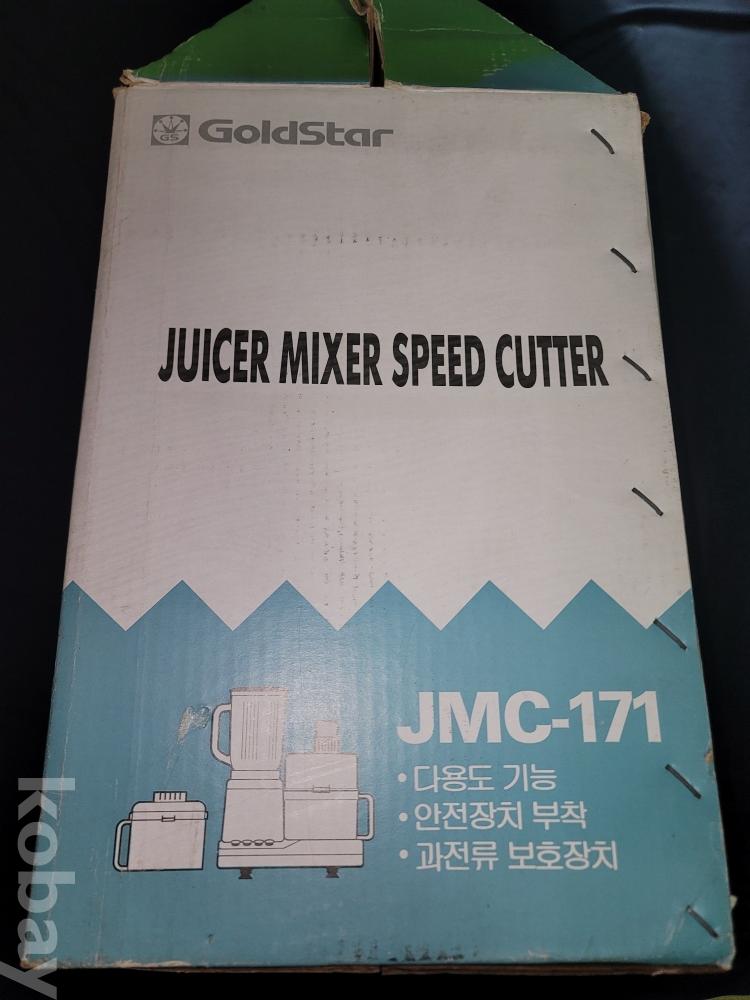 GS GoldStar
JUICER MIXER SPEED CUTTER
JMC-171
• 다용도 기능
• 안전장치 부착
• 과전류 보호장치
kobay